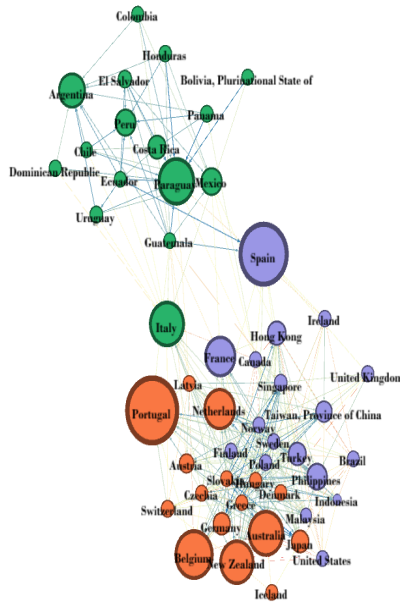 Colombia
Honduras
El Salvador
Bolivia, Plurinational State of
Argentina
Panama
Peru
Chile
Costa Rica
Dominican Republic
Ecuador
Paraguay
Mexico
Uruguay
Guatemala
Spain
Italy
Ireland
Hong Kong
France
Canada
United Kingdom
Latvia
Singapore
Portugal
Netherlands
Taiwan, Province of China
Norway
Sweden
Finland
Turkey
Poland
Brazil
Austria
Slovakia
Hungary
Philippines
Czechia
Denmark
Indonesia
Switzerland
Greece
Malaysia
Germany
Australia
Japan
Belgium
New Zealand
United States
Iceland